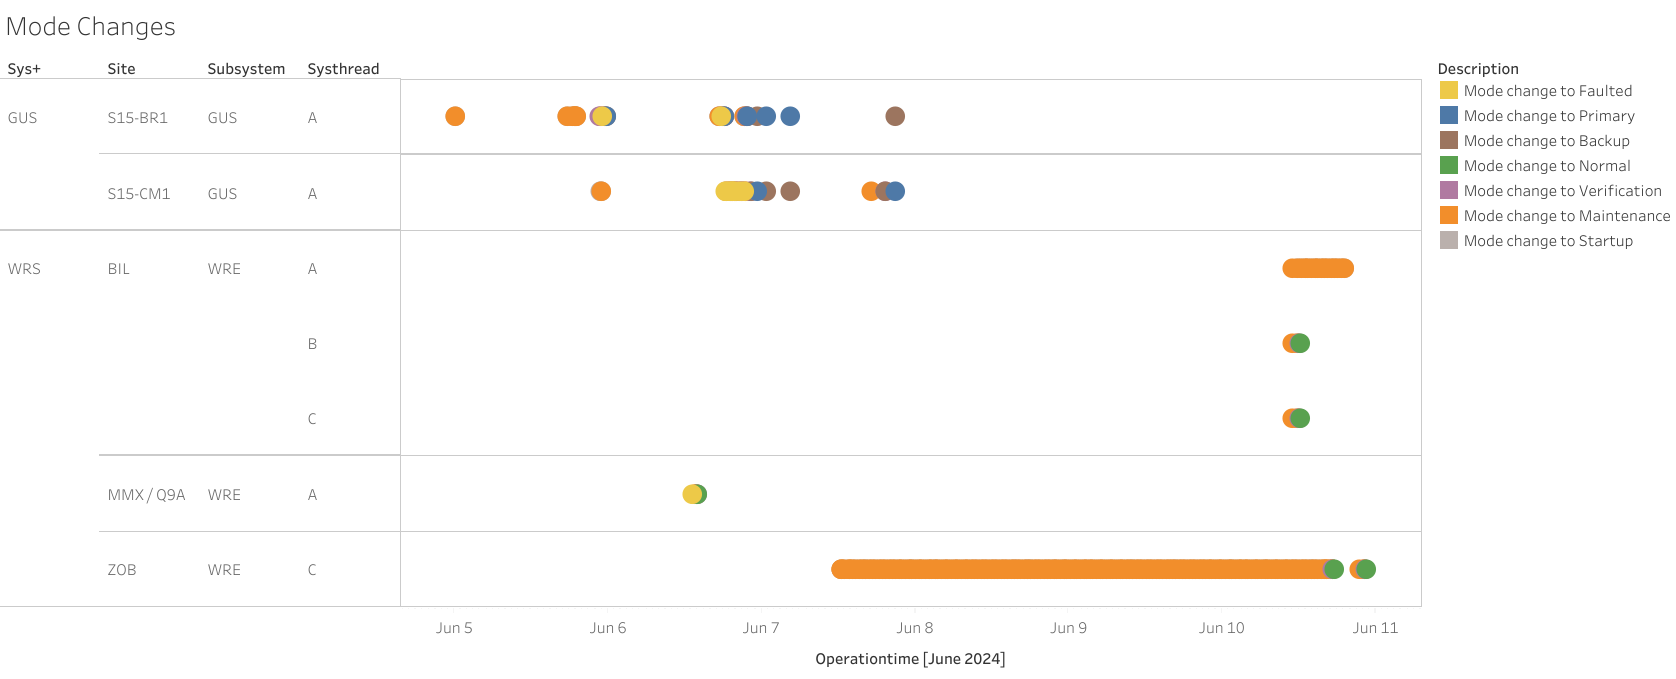 Mode Changes
Sys+ Site Subsystem Systhread
Description
Mode change to Faulted
Mode change to Primary
Mode change to Backup
Mode change to Normal
Mode change to Verification
Mode change to Maintenance
Mode change to Startup
GUS S15-BR1 GUS A
S15-CM1 GUS A
WRS BIL WRE A
B
C
MMX / Q9A WRE A
ZOB WRE C
Jun 5 Jun 6 Jun 7 Jun 8 Jun 9 Jun 10 Jun 11
Operationtime [June 2024]